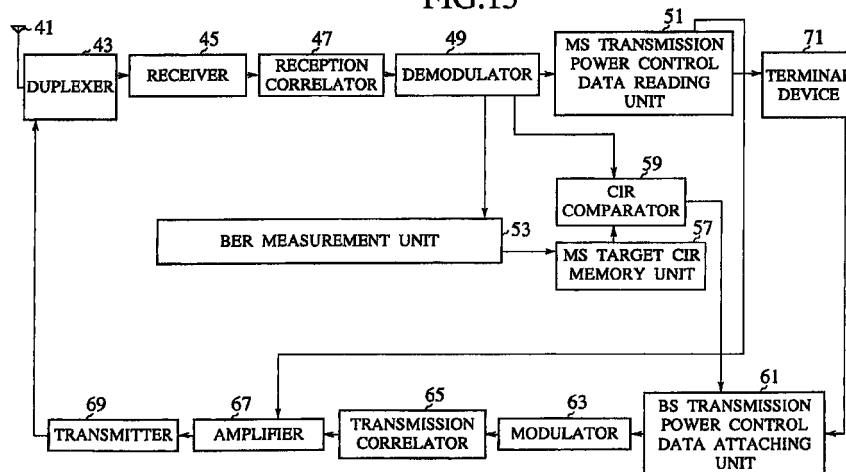 FIG.15
41
43
DUPLEXER
45
RECEIVER
47
RECEPTION
CORRELATOR
49
DEMODULATOR
51
MS TRANSMISSION
POWER CONTROL
DATA READING
UNIT
71
TERMINAL
DEVICE
59
CIR
COMPARATOR
53
BER MEASUREMENT UNIT
57
MS TARGET CIR
MEMORY UNIT
69
TRANSMITTER
67
AMPLIFIER
65
TRANSMISSION
CORRELATOR
63
MODULATOR
61
BS TRANSMISSION
POWER CONTROL
DATA ATTACHING
UNIT